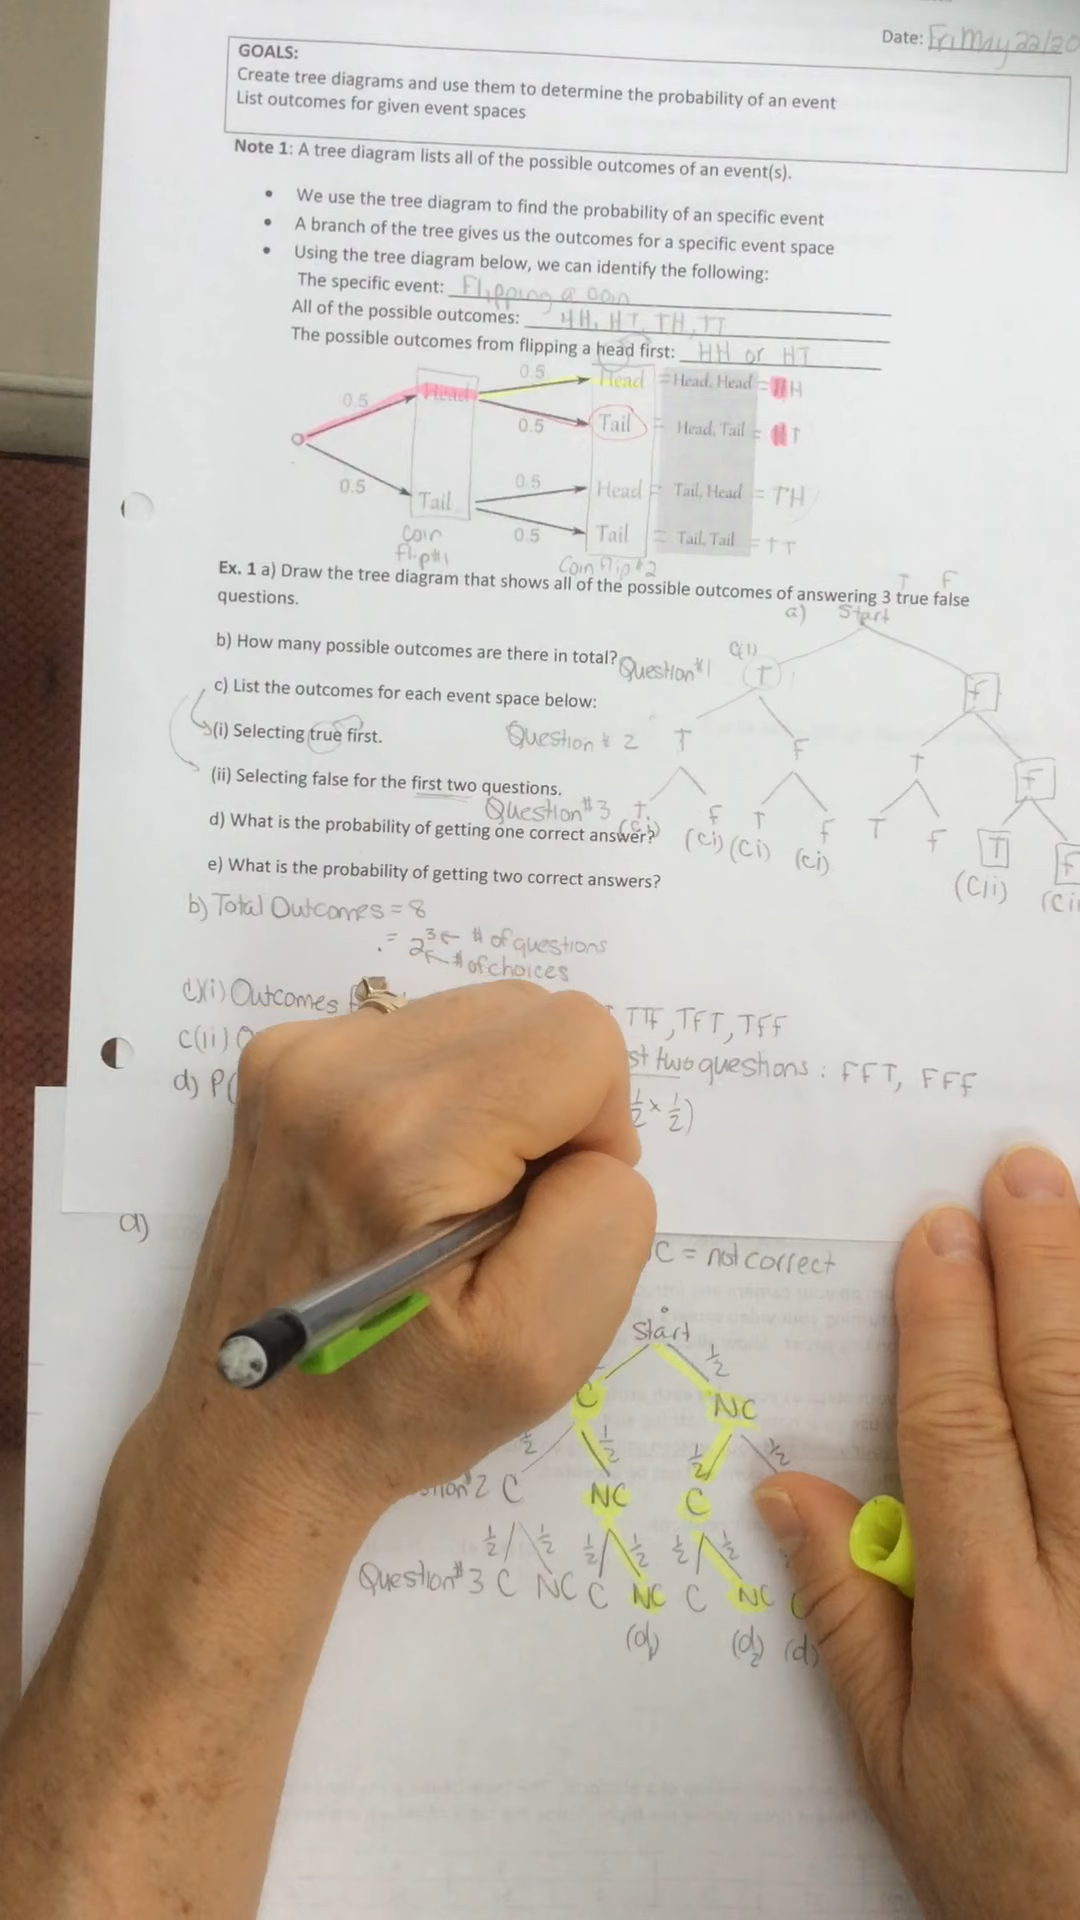 Date: Fri May 22/20
GOALS:
Create tree diagrams and use them to determine the probability of an event
List outcomes for given event spaces
Note 1: A tree diagram lists all of the possible outcomes of an event(s).
• We use the tree diagram to find the probability of an specific event
• A branch of the tree gives us the outcomes for a specific event space
• Using the tree diagram below, we can identify the following:
The specific event: Flipping a coin
All of the possible outcomes: HH, HT, TH, TT
The possible outcomes from flipping a head first: HH or HT
0.5 Head 0.5 Head = Head, Head = HH
0.5 Tail = Head, Tail = HT
0.5 Tail 0.5 Head = Tail, Head = TH
0.5 Tail = Tail, Tail = TT
Coin flip #1
Coin flip #2
Ex. 1 a) Draw the tree diagram that shows all of the possible outcomes of answering 3 true false
questions.
T F
a) Start
b) How many possible outcomes are there in total?
Question #1 Q(1) T F
c) List the outcomes for each event space below:
(i) Selecting true first.
Question # 2 T F T F
(ii) Selecting false for the first two questions.
Question #3 T F T F T F T F
d) What is the probability of getting one correct answer?
(ci) (ci) (ci) (ci) (cii)
e) What is the probability of getting two correct answers?
b) Total Outcomes = 8
= 2 3 ← # of questions
← # of choices
c)(i) Outcomes TTF, TFT, TFF
c(ii) two questions : FFT, FFF
d) P( 1/2 × 1/2)
a) C = not correct
Start
1/2
C NC
1/2 1/2 1/2 1/2
2 C NC C
1/2 1/2 1/2 1/2 1/2 1/2
Question #3 C NC C NC C NC C
(d) (d) (d)